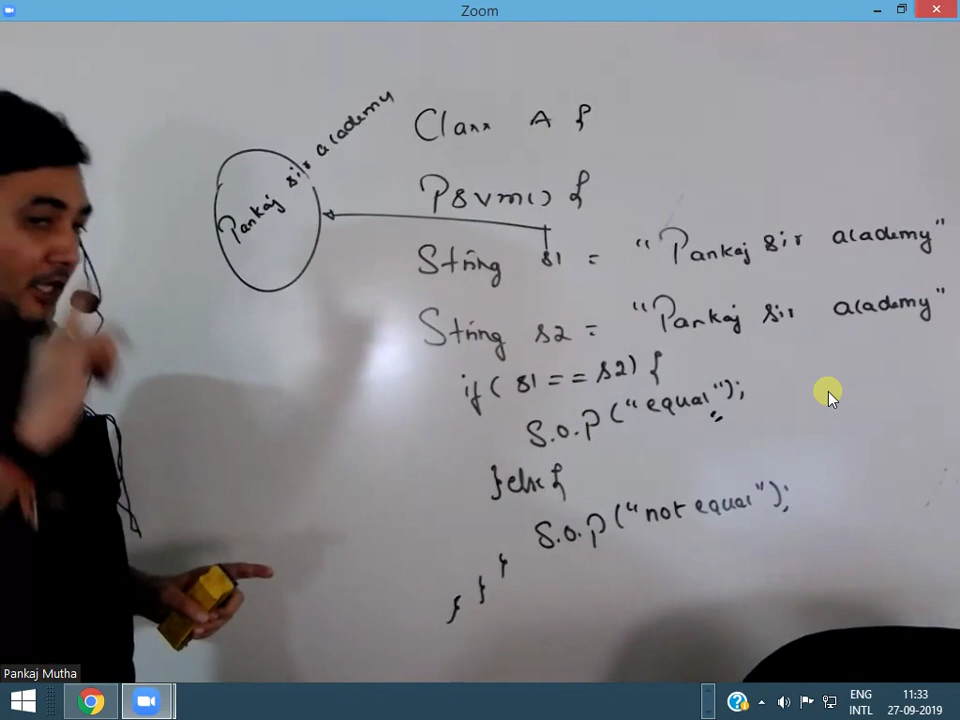 Zoom
Class A {
Psvm() {
Pankaj sir academy
String s1 = "Pankaj sir academy"
String s2 = "Pankaj sir academy"
if( s1 == s2) {
S.o.p ("equal");
}else{
S.o.p ("not equal");
}
}
}
Pankaj Mutha
ENG
INTL
11:33
27-09-2019